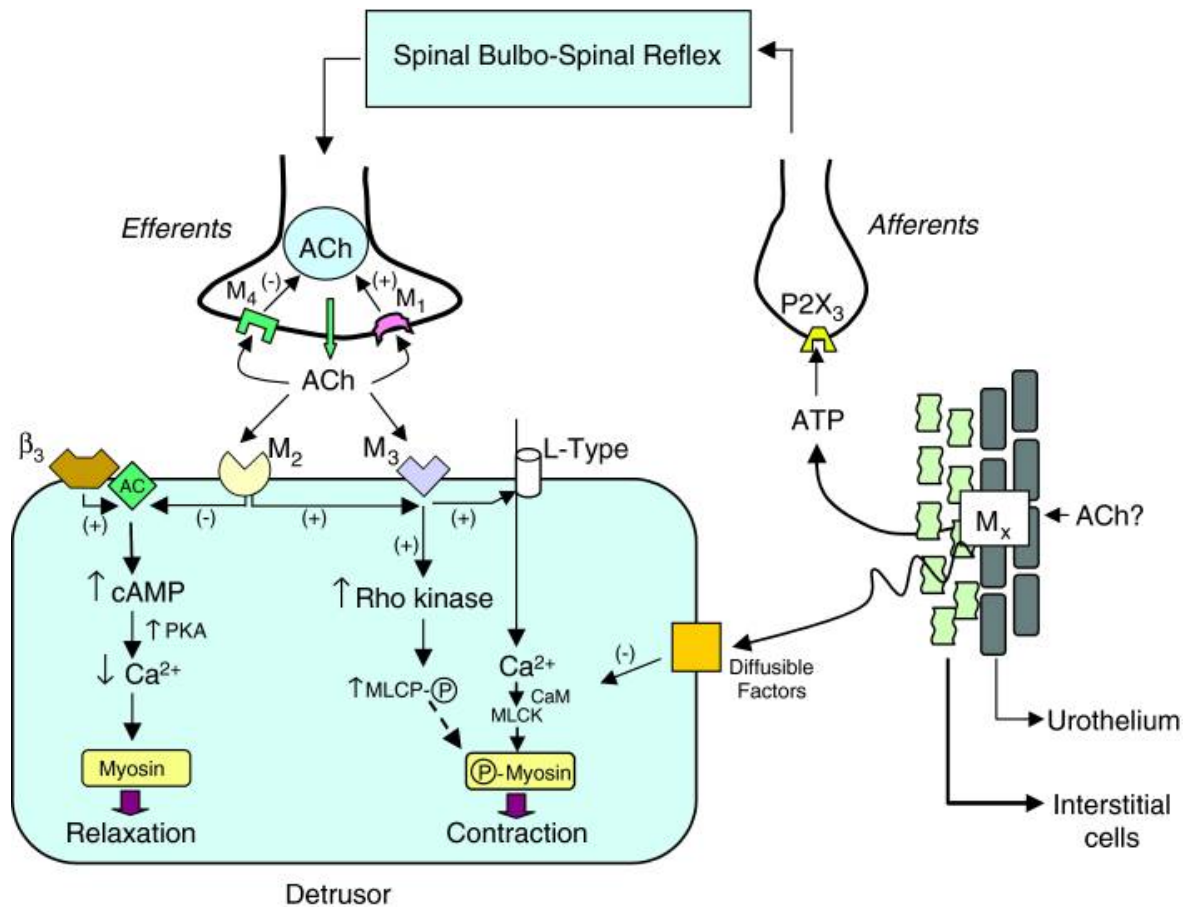 Spinal Bulbo-Spinal Reflex
Efferents
Afferents
ACh
M₄
(-)
(+)
M₁
P2X₃
ACh
ATP
β₃
AC
M₂
M₃
L-Type
(+)
(-)
(+)
(+)
(+)
Mₓ
ACh?
↑ cAMP
↑ PKA
↓ Ca²⁺
↑ Rho kinase
↑ MLCP-Ⓟ
Ca²⁺
CaM
MLCK
(-)
Diffusible
Factors
Myosin
Ⓟ-Myosin
Relaxation
Contraction
Urothelium
Interstitial
cells
Detrusor